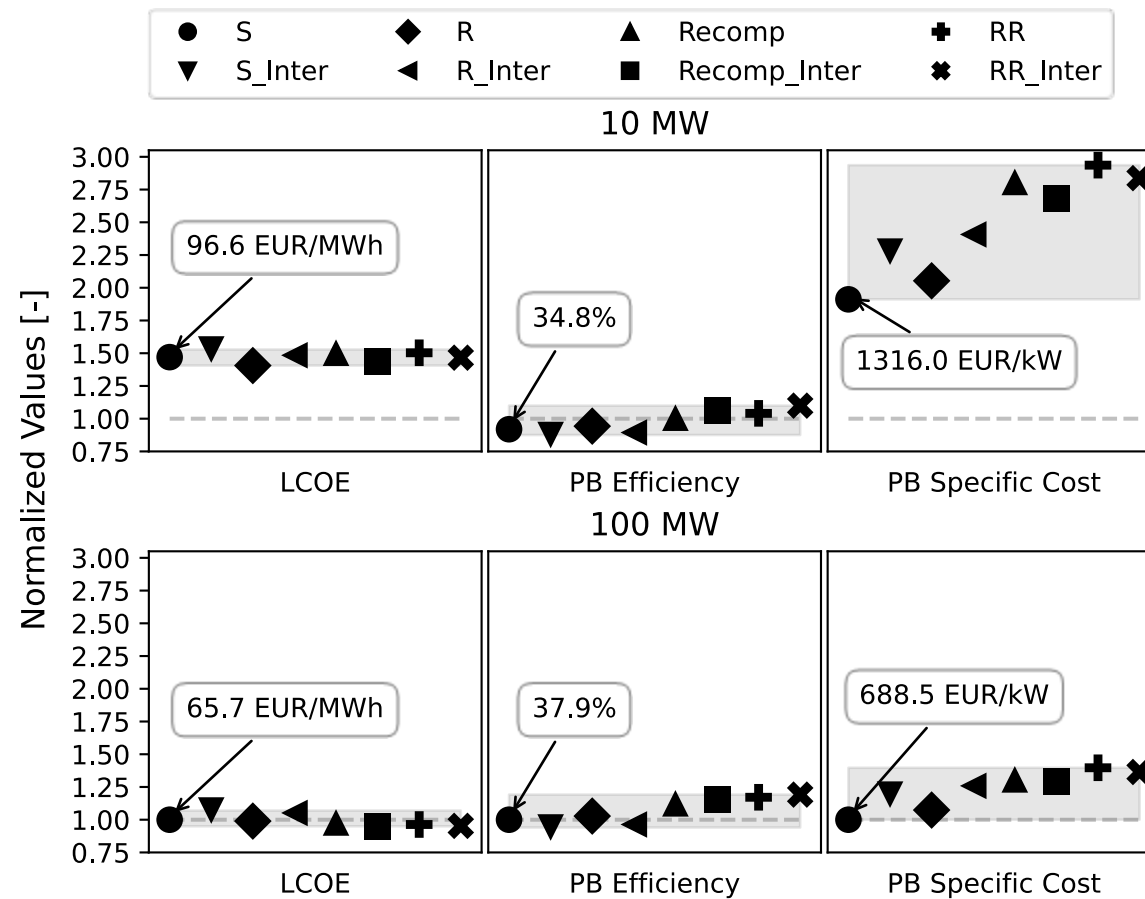 S R Recomp RR
S_Inter R_Inter Recomp_Inter RR_Inter
10 MW
Normalized Values [-]
3.00
2.75
2.50
2.25
2.00
1.75
1.50
1.25
1.00
0.75
96.6 EUR/MWh
34.8%
1316.0 EUR/kW
LCOE PB Efficiency PB Specific Cost
100 MW
3.00
2.75
2.50
2.25
2.00
1.75
1.50
1.25
1.00
0.75
65.7 EUR/MWh
37.9%
688.5 EUR/kW
LCOE PB Efficiency PB Specific Cost